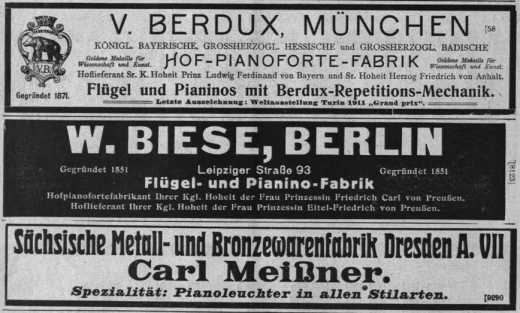 V. BERDUX, MÜNCHEN [58
KÖNIGL. BAYERISCHE, GROSSHERZOGL. HESSISCHE und GROSSHERZOGL. BADISCHE
Goldene Medaille für Wissenschaft und Kunst. HOF-PIANOFORTE-FABRIK Goldene Medaille für Wissenschaft und Kunst.
Hoflieferant Sr. K. Hoheit Prinz Ludwig Ferdinand von Bayern und Sr. Hoheit Herzog Friedrich von Anhalt.
V.B.
Gegründet 1871.
Flügel und Pianinos mit Berdux-Repetitions-Mechanik.
Letzte Auszeichnung: Weltausstellung Turin 1911 „Grand prix“.
W. BIESE, BERLIN
Gegründet 1851 Leipziger Straße 93 Gegründet 1851
Flügel- und Pianino-Fabrik
Hofpianofortefabrikant Ihrer Kgl. Hoheit der Frau Prinzessin Friedrich Carl von Preußen.
Hoflieferant Ihrer Kgl. Hoheit der Frau Prinzessin Eitel-Friedrich von Preußen.
[8123]
Sächsische Metall- und Bronzewarenfabrik Dresden A. VII
Carl Meißner.
Spezialität: Pianoleuchter in allen Stilarten.
[9290